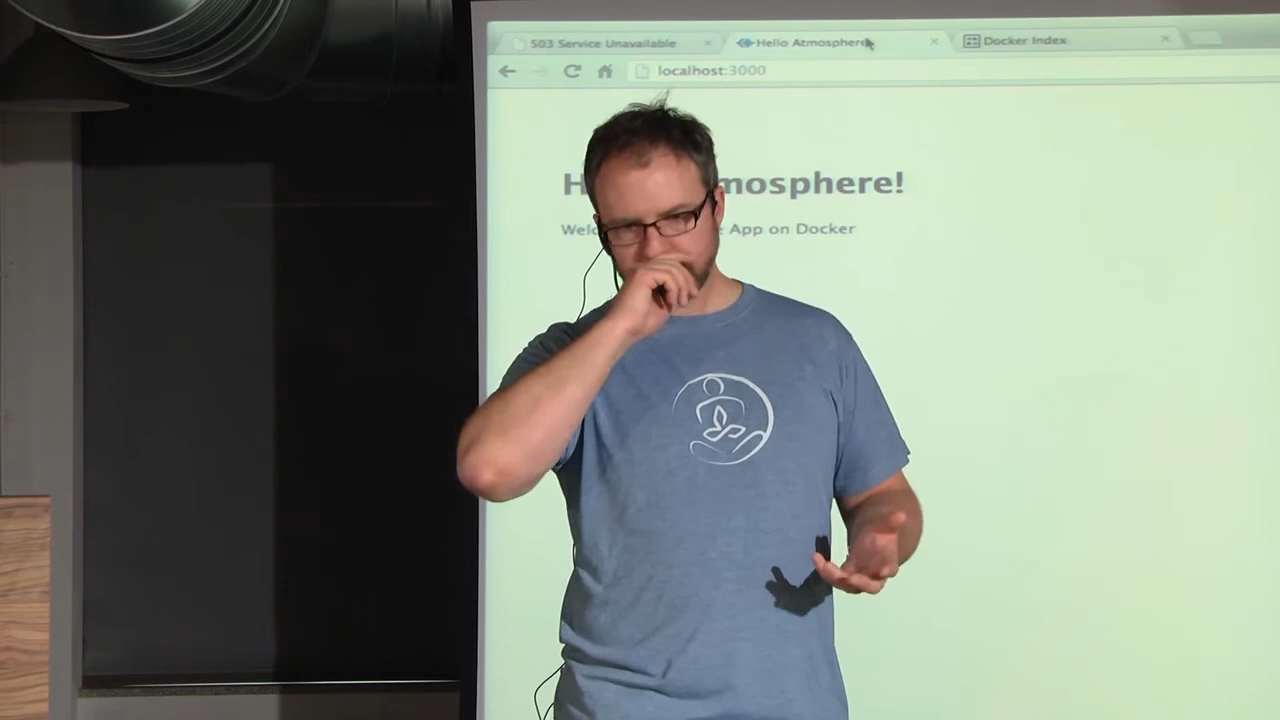 503 Service Unavailable
Hello Atmosphere
Docker Index
localhost:3000
mosphere!
App on Docker